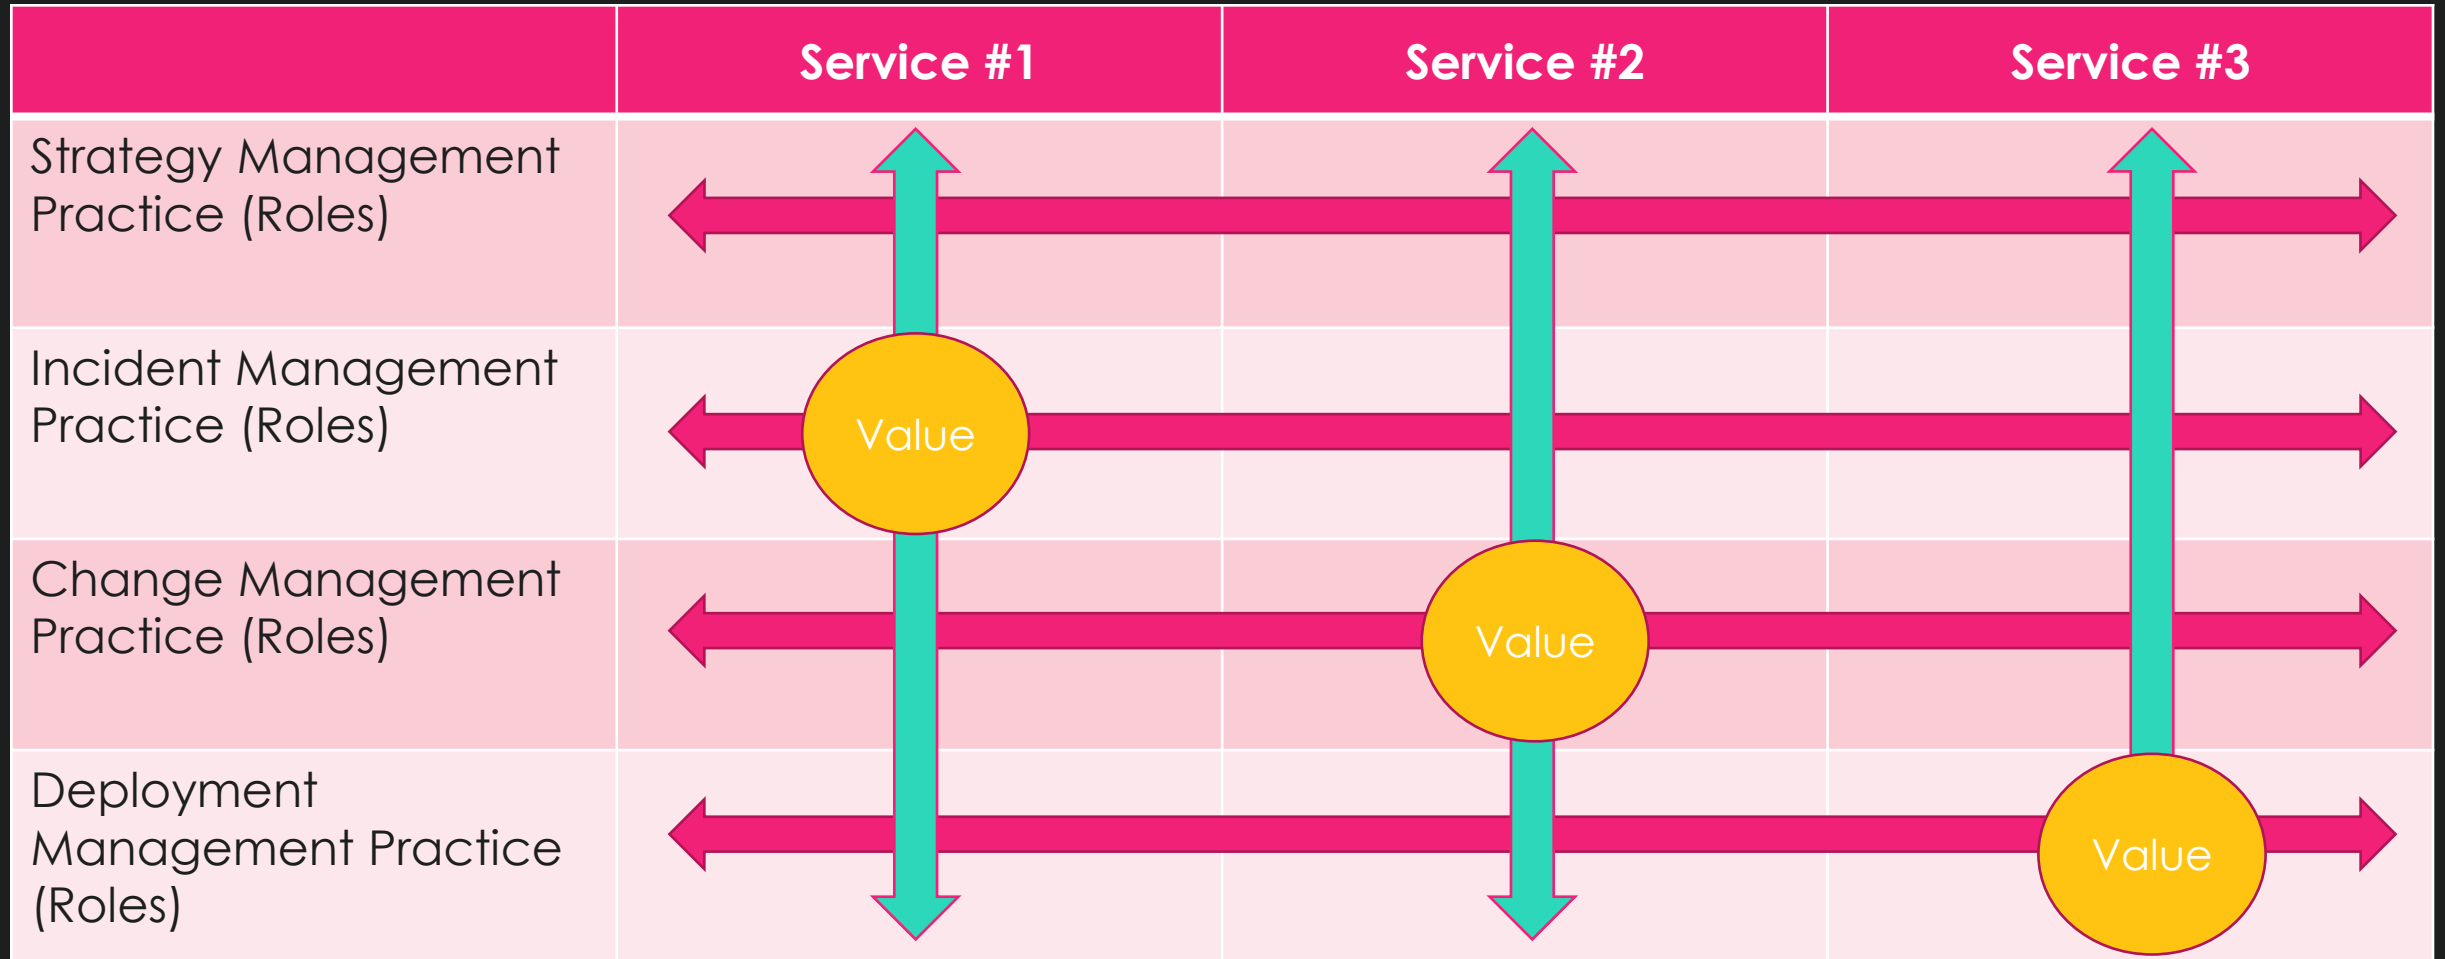 Service #1
Service #2
Service #3
Strategy Management
Practice (Roles)
Incident Management
Practice (Roles)
Value
Change Management
Practice (Roles)
Value
Deployment
Management Practice
(Roles)
Value